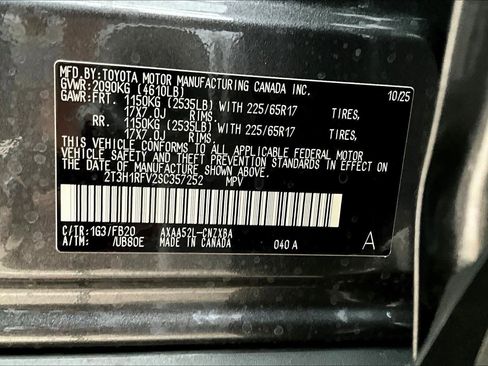 MFD.BY:TOYOTA MOTOR MANUFACTURING CANADA INC. 10/25
GVWR:2090KG (4610LB)
GAWR:FRT. 1150KG (2535LB) WITH 225/65R17 TIRES,
17X7.0J RIMS.
RR. 1150KG (2535LB) WITH 225/65R17 TIRES,
17X7.0J RIMS.
THIS VEHICLE CONFORMS TO ALL APPLICABLE FEDERAL MOTOR
VEHICLE SAFETY AND THEFT PREVENTION STANDARDS IN EFFECT
ON THE DATE OF MANUFACTURE SHOWN ABOVE.
2T3H1RFV2SC357252 MPV
C/TR:1G3/FB20 AXAA52L-CNZXBA
A/TM: /UB80E MADE IN CANADA 040A A